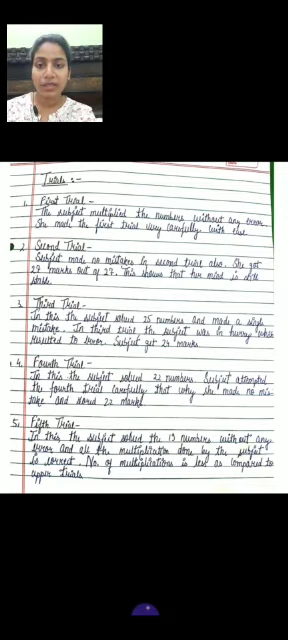 Trials :-
1. First Trial -
The subject multiplied the numbers without any error.
She made the first trial very carefully with else
2. Second Trial -
Subject made no mistakes in second trial also. She got
27 marks out of 27. This shows that her mind is still
3. Third Trial -
In this the subject solved 25 numbers and made a single
mistake. In third trial the subject was in hurry which
resulted to error. Subject get 24 marks
4. Fourth Trial -
In this the subject solved 22 numbers. Subject attempted
the fourth trial carefully that why she made no mis-
take and scored 22 marks.
5. Fifth Trial -
In this the subject solved the 19 numbers without any
error and all the multiplication done by the subject
is correct. No. of multiplications is less as compared to
upper trials